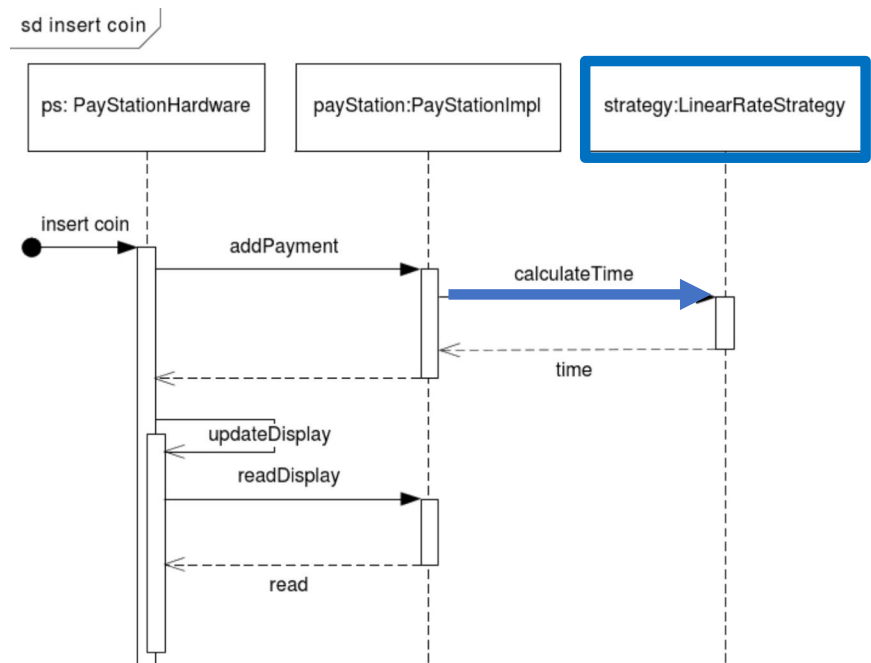 sd insert coin
ps: PayStationHardware
payStation:PayStationImpl
strategy:LinearRateStrategy
insert coin
addPayment
calculateTime
time
updateDisplay
readDisplay
read